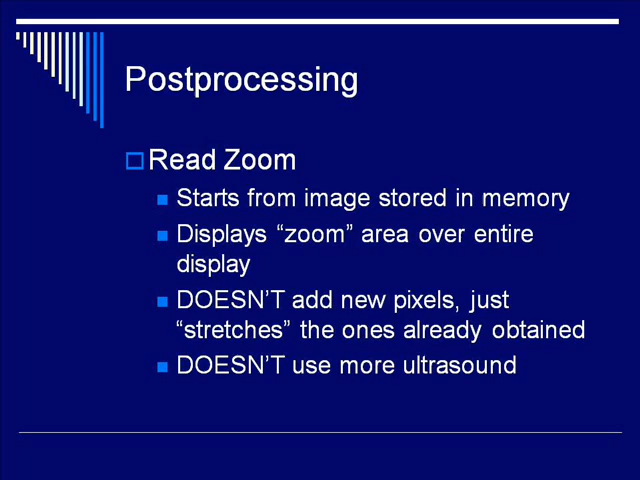 Postprocessing
Read Zoom
Starts from image stored in memory
Displays “zoom” area over entire
display
DOESN’T add new pixels, just
“stretches” the ones already obtained
DOESN’T use more ultrasound